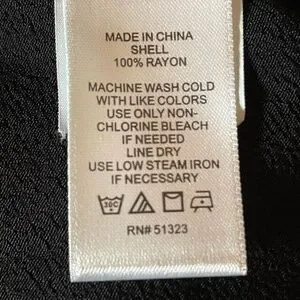 MADE IN CHINA
SHELL
100% RAYON
MACHINE WASH COLD
WITH LIKE COLORS
USE ONLY NON-
CHLORINE BLEACH
IF NEEDED
LINE DRY
USE LOW STEAM IRON
IF NECESSARY
30C
RN# 51323